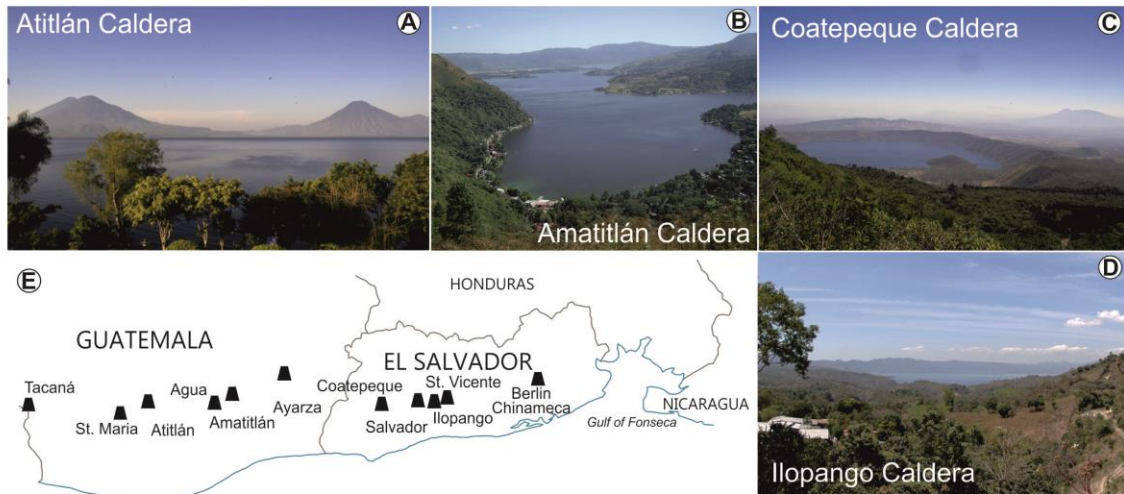 Atitlán Caldera
A
B
Amatitlán Caldera
Coatepeque Caldera
C
E
HONDURAS
GUATEMALA
EL SALVADOR
Tacaná
St. Maria
Atitlán
Agua
Amatitlán
Ayarza
Coatepeque
Salvador
St. Vicente
Ilopango
Berlin
Chinameca
NICARAGUA
Gulf of Fonseca
D
Ilopango Caldera